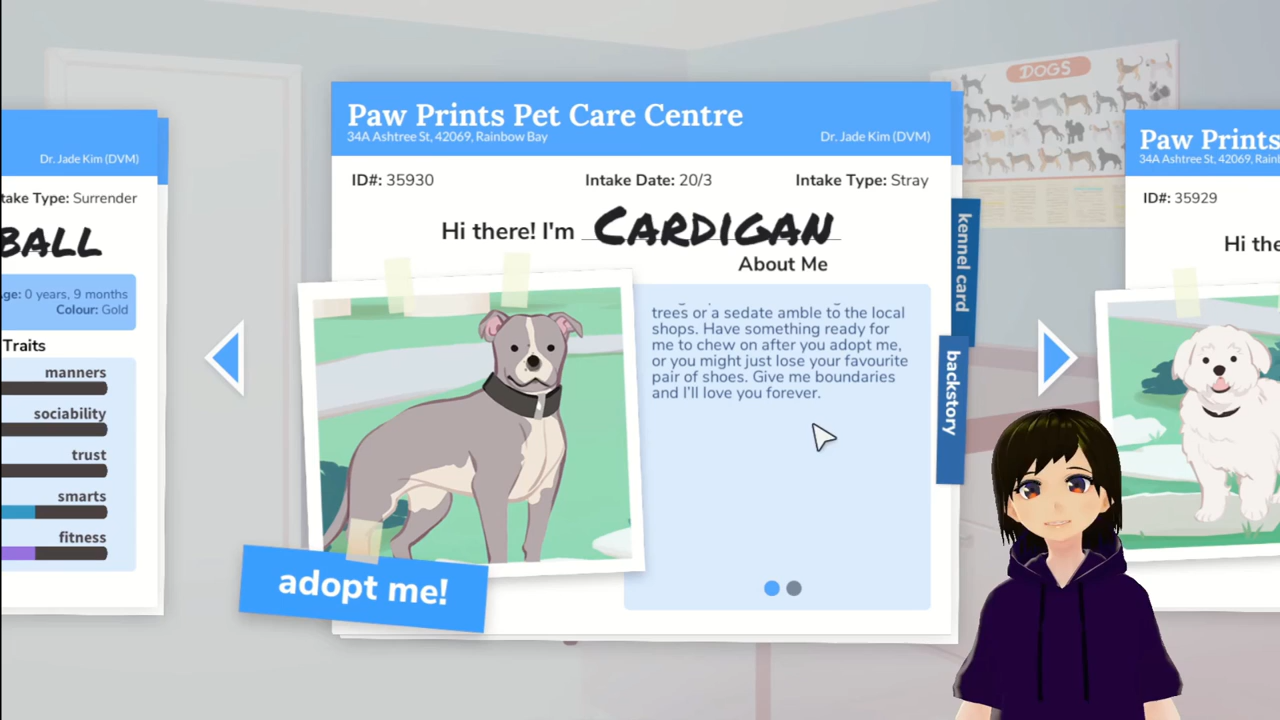 Dr. Jade Kim (DVM)
take Type: Surrender
BALL
ge: 0 years, 9 months
Colour: Gold
Traits
manners
sociability
trust
smarts
fitness
Paw Prints Pet Care Centre
34A Ashtree St, 42069, Rainbow Bay
Dr. Jade Kim (DVM)
ID#: 35930
Intake Date: 20/3
Intake Type: Stray
Hi there! I'm CARDIGAN
About Me
trees or a sedate amble to the local
shops. Have something ready for
me to chew on after you adopt me,
or you might just lose your favourite
pair of shoes. Give me boundaries
and I'll love you forever.
kennel card
backstory
adopt me!
DOGS
Paw Prints
34A Ashtree St, 42069, Rain
ID#: 35929
Hi the